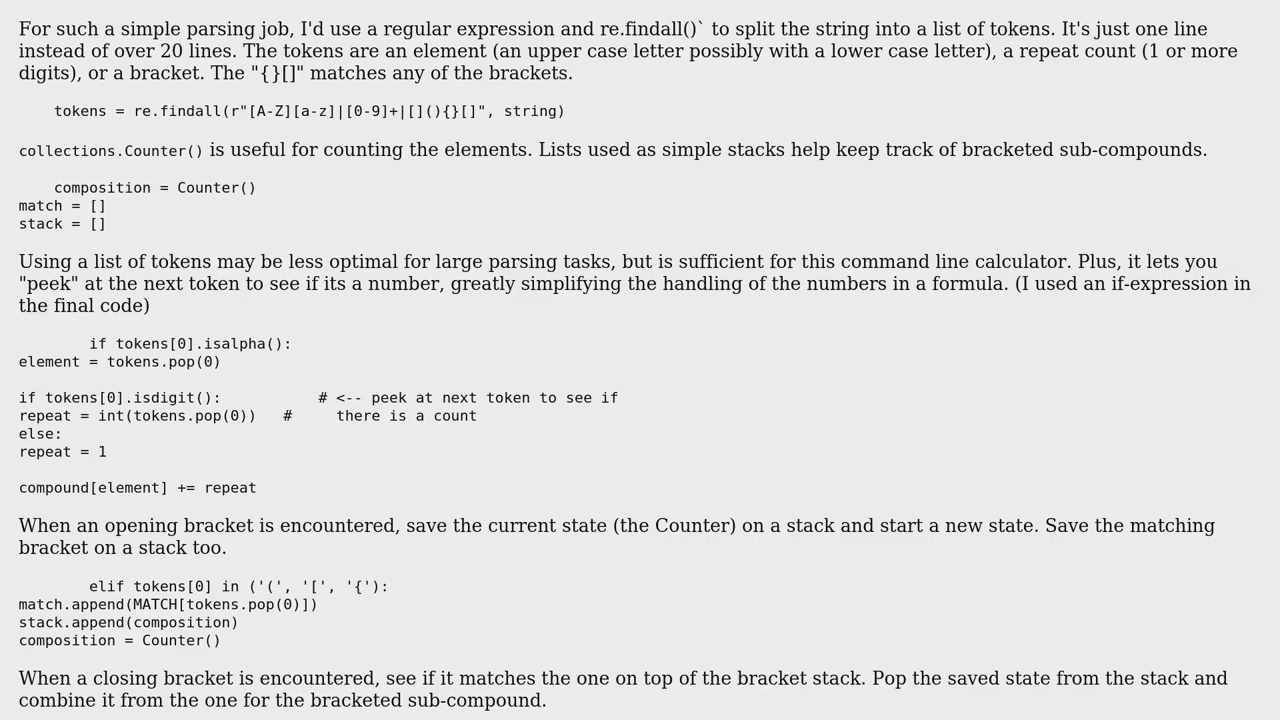 For such a simple parsing job, I'd use a regular expression and re.findall()` to split the string into a list of tokens. It's just one line
instead of over 20 lines. The tokens are an element (an upper case letter possibly with a lower case letter), a repeat count (1 or more
digits), or a bracket. The "{}[]" matches any of the brackets.
    tokens = re.findall(r"[A-Z][a-z]|[0-9]+|[](){}[]", string)
collections.Counter() is useful for counting the elements. Lists used as simple stacks help keep track of bracketed sub-compounds.
    composition = Counter()
match = []
stack = []
Using a list of tokens may be less optimal for large parsing tasks, but is sufficient for this command line calculator. Plus, it lets you
"peek" at the next token to see if its a number, greatly simplifying the handling of the numbers in a formula. (I used an if-expression in
the final code)
        if tokens[0].isalpha():
element = tokens.pop(0)
if tokens[0].isdigit():           # <-- peek at next token to see if
repeat = int(tokens.pop(0))   #     there is a count
else:
repeat = 1
compound[element] += repeat
When an opening bracket is encountered, save the current state (the Counter) on a stack and start a new state. Save the matching
bracket on a stack too.
        elif tokens[0] in ('(', '[', '{'):
match.append(MATCH[tokens.pop(0)])
stack.append(composition)
composition = Counter()
When a closing bracket is encountered, see if it matches the one on top of the bracket stack. Pop the saved state from the stack and
combine it from the one for the bracketed sub-compound.